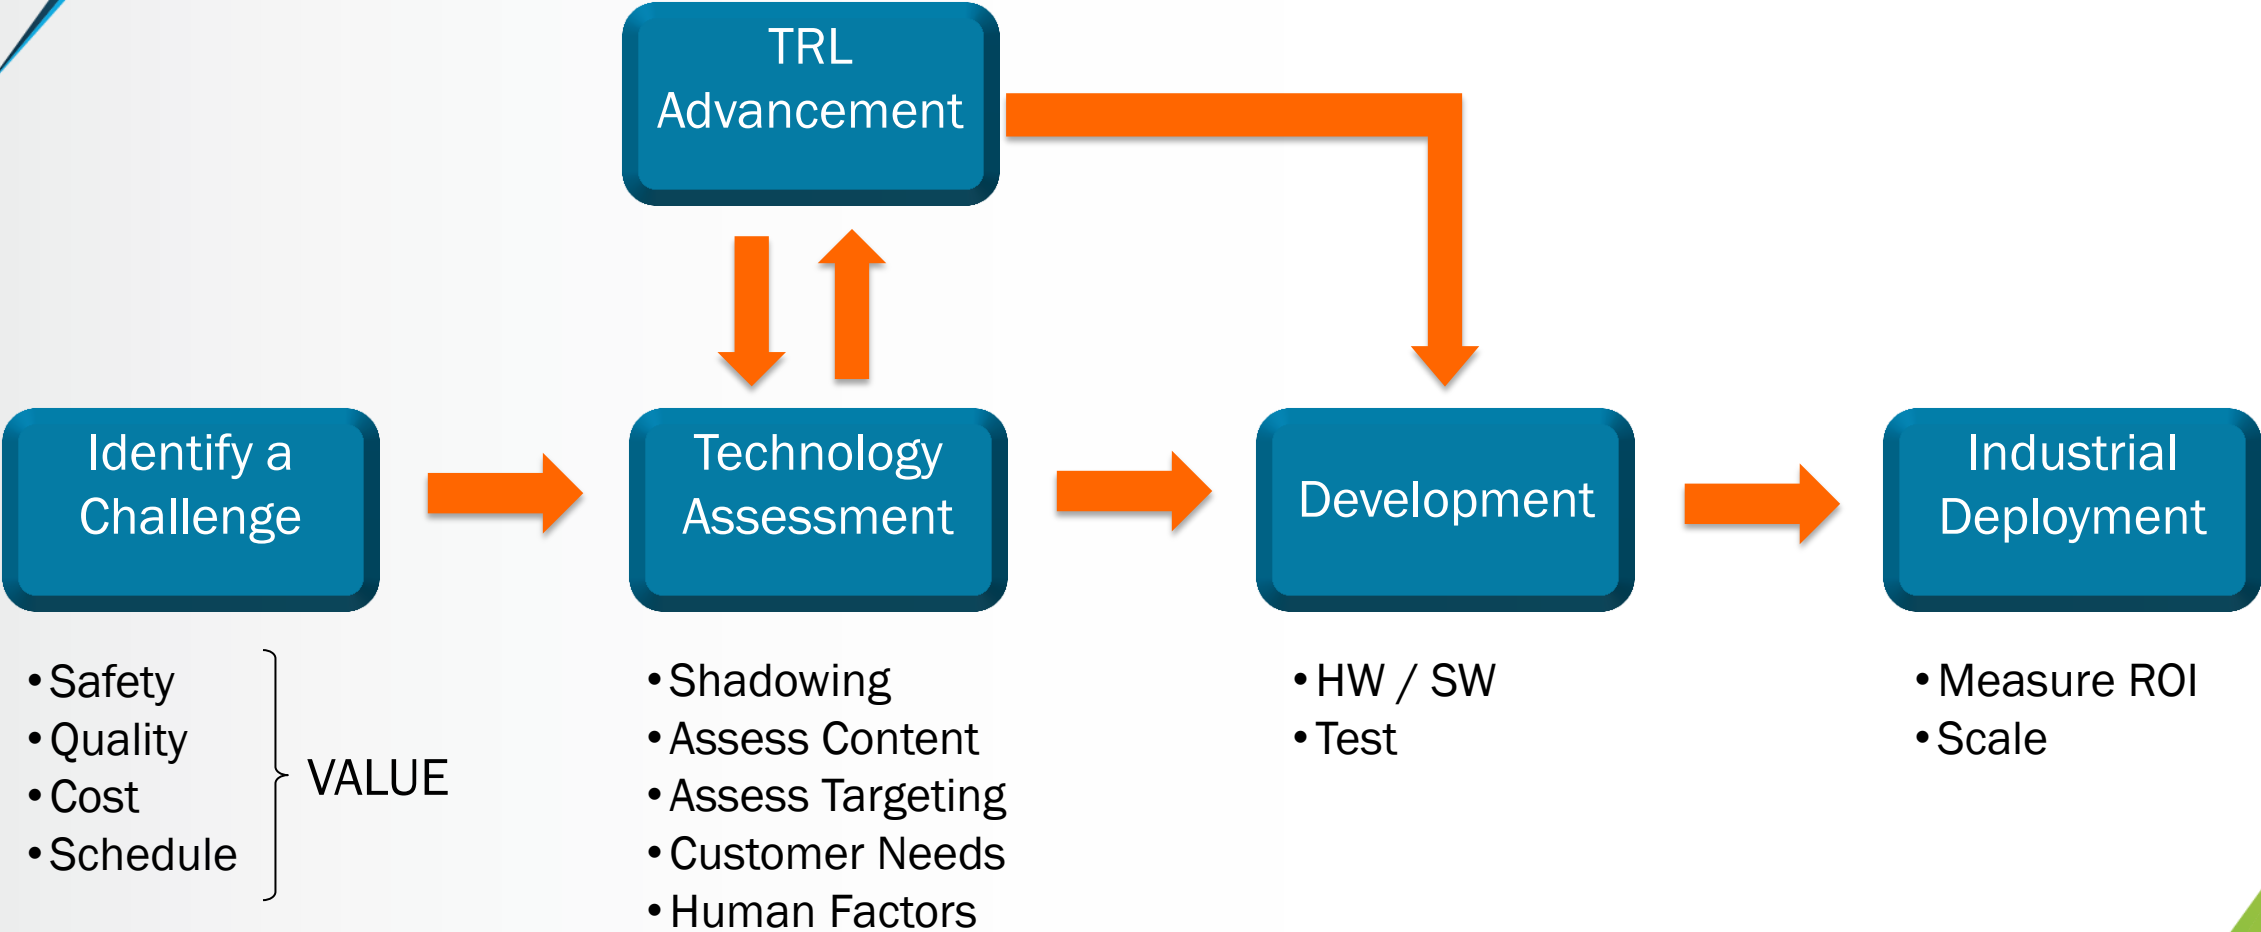 TRL
Advancement
Identify a
Challenge
Technology
Assessment
Development
Industrial
Deployment
•Safety
•Quality
•Cost
•Schedule
VALUE
•Shadowing
•Assess Content
•Assess Targeting
•Customer Needs
•Human Factors
•HW / SW
•Test
•Measure ROI
•Scale